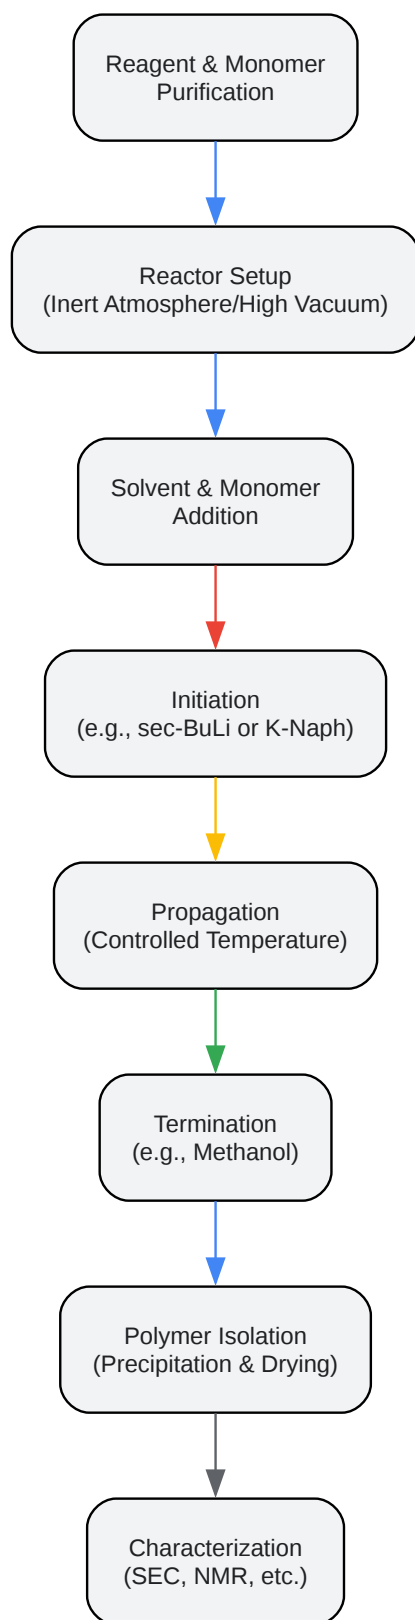 Reagent & Monomer
Purification
Reactor Setup
(Inert Atmosphere/High Vacuum)
Solvent & Monomer
Addition
Initiation
(e.g., sec-BuLi or K-Naph)
Propagation
(Controlled Temperature)
Termination
(e.g., Methanol)
Polymer Isolation
(Precipitation & Drying)
Characterization
(SEC, NMR, etc.)